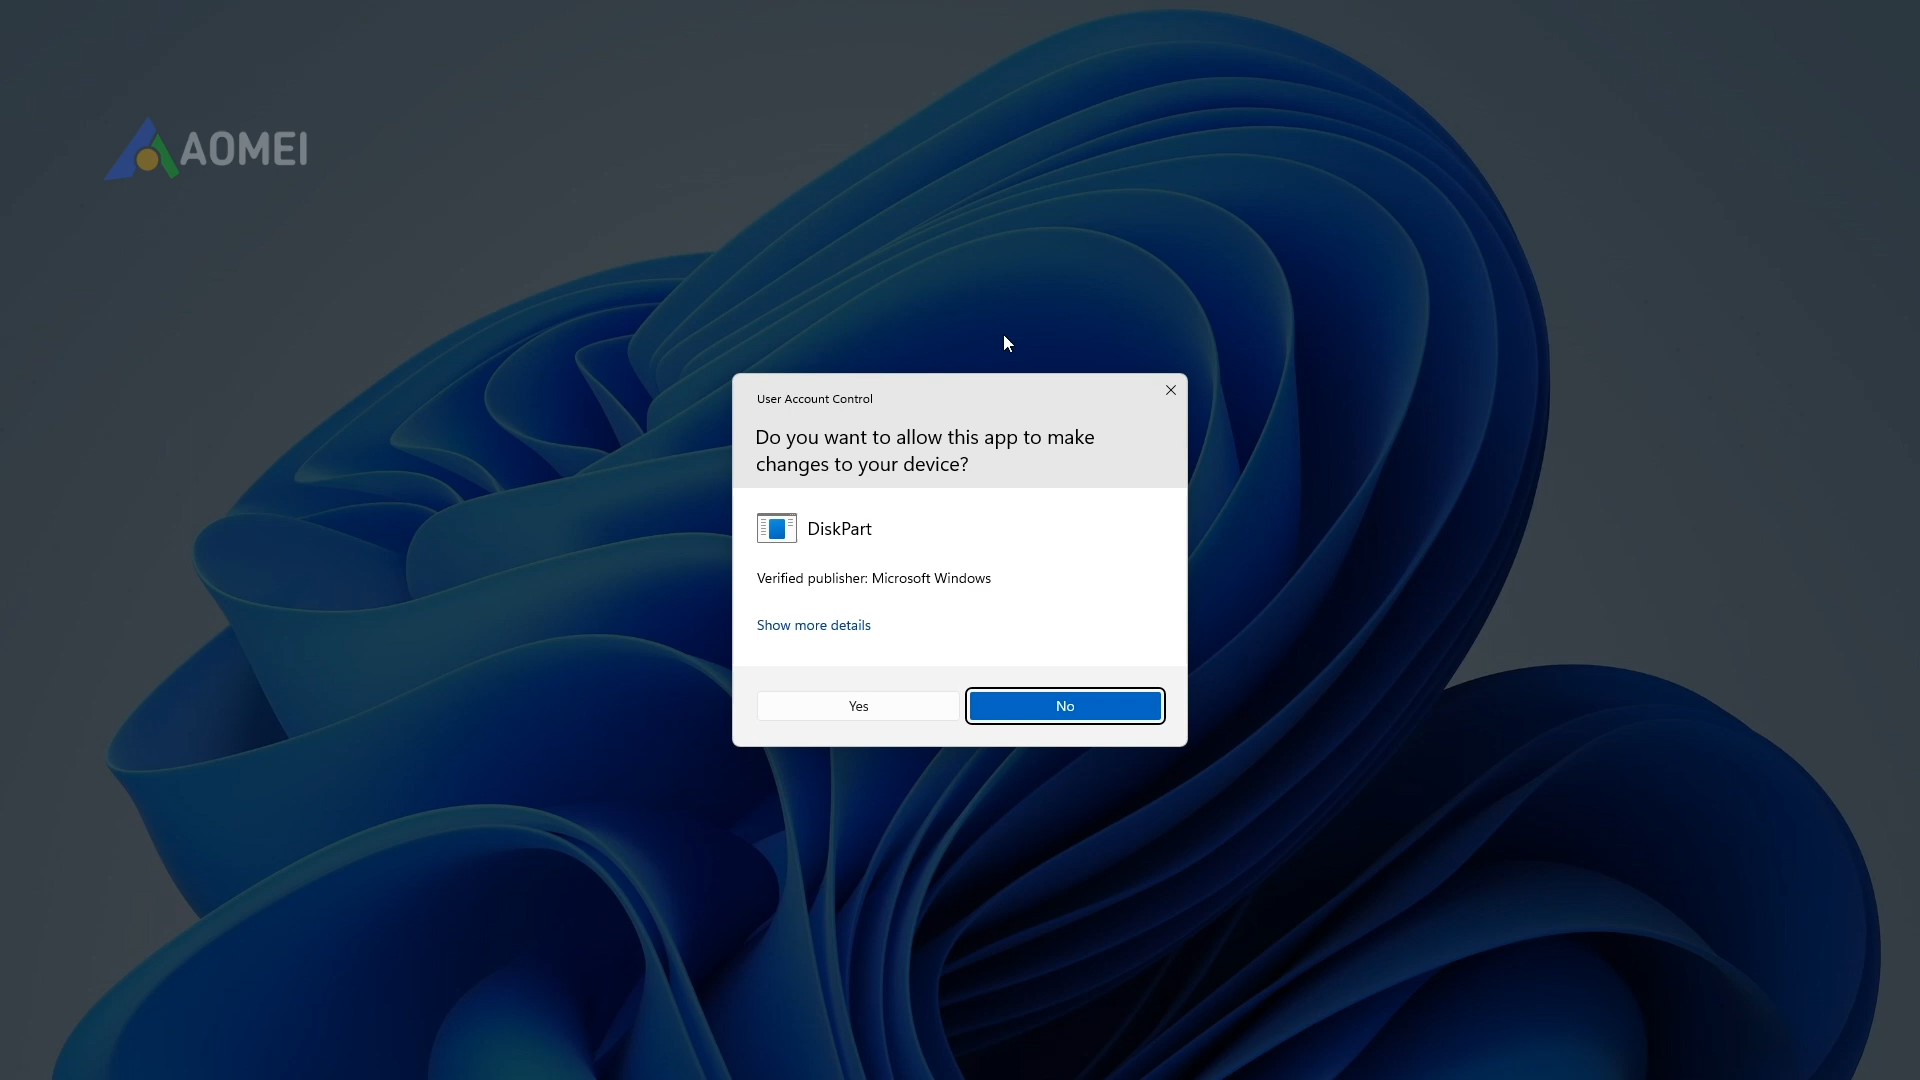 AOMEI
User Account Control
Do you want to allow this app to make
changes to your device?
DiskPart
Verified publisher: Microsoft Windows
Show more details
Yes
No